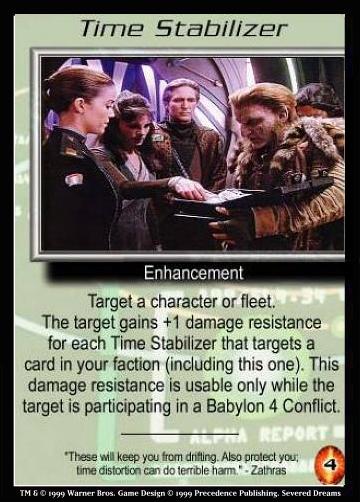 Time Stabilizer
Enhancement
Target a character or fleet.
The target gains +1 damage resistance
for each Time Stabilizer that targets a
card in your faction (including this one). This
damage resistance is usable only while the
target is participating in a Babylon 4 Conflict.
ALPHA REPORT
"These will keep you from drifting. Also protect you;
time distortion can do terrible harm." - Zathras
4
TM & © 1999 Warner Bros. Game Design © 1999 Precedence Publishing. Severed Dreams